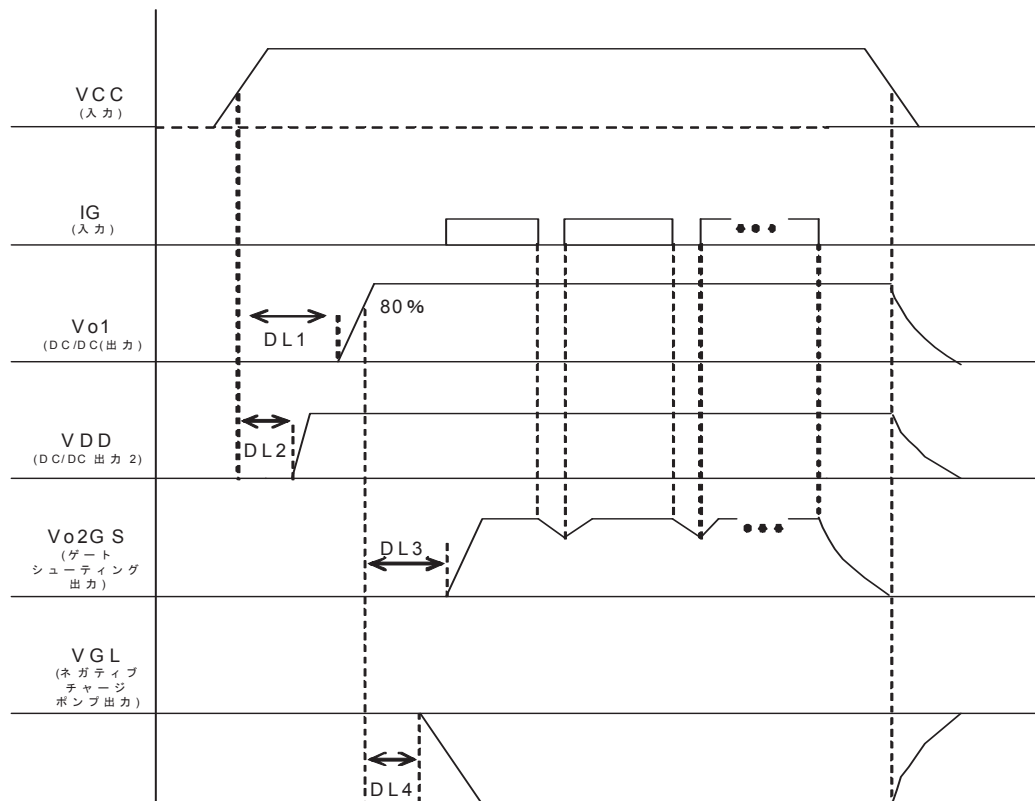 VCC
(入力)
IG
(入力)
80%
Vo1
(DC/DC(出力)
DL1
VDD
(DC/DC 出力 2)
DL2
Vo2GS
(ゲート
シューティング
出力)
DL3
VGL
(ネガティブ
チャージ
ポンプ出力)
DL4